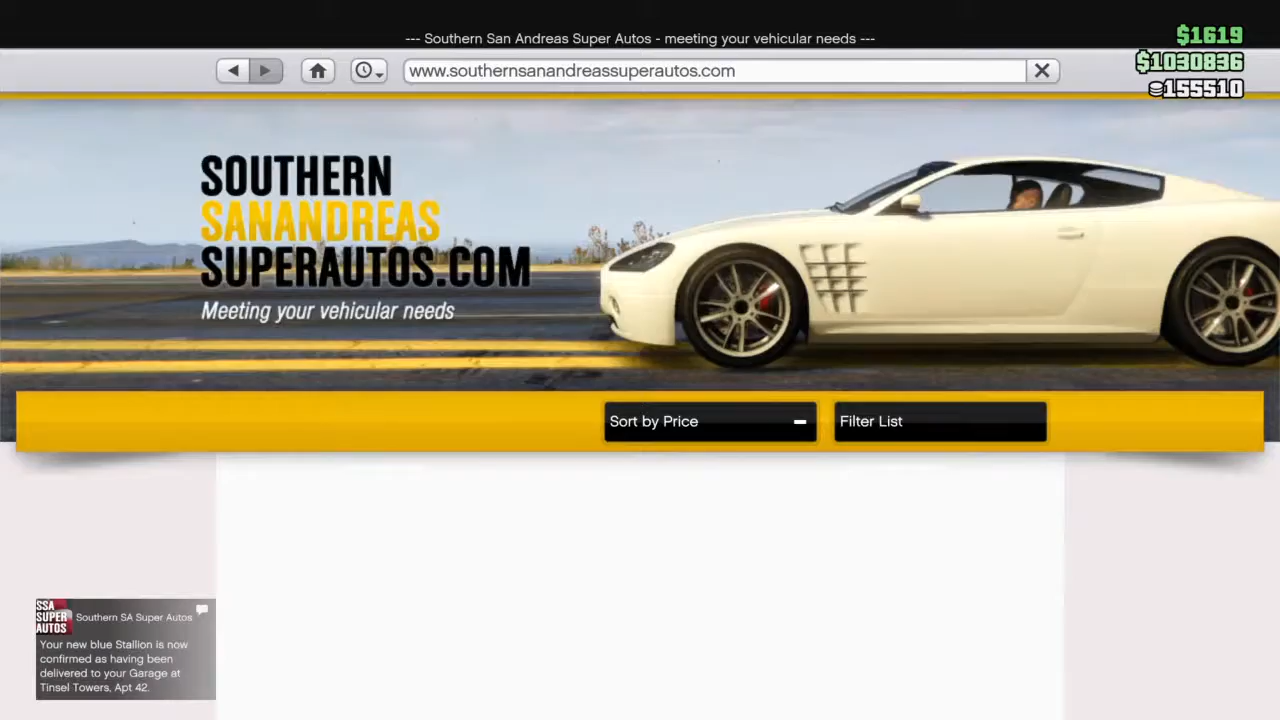 --- Southern San Andreas Super Autos - meeting your vehicular needs ---
$1619
www.southernsanandreassuperautos.com
$1030836
155510
SOUTHERN
SANANDREAS
SUPERAUTOS.COM
Meeting your vehicular needs
Sort by Price
Filter List
SSA
SUPER
AUTOS
Southern SA Super Autos
Your new blue Stallion is now
confirmed as having been
delivered to your Garage at
Tinsel Towers, Apt 42.